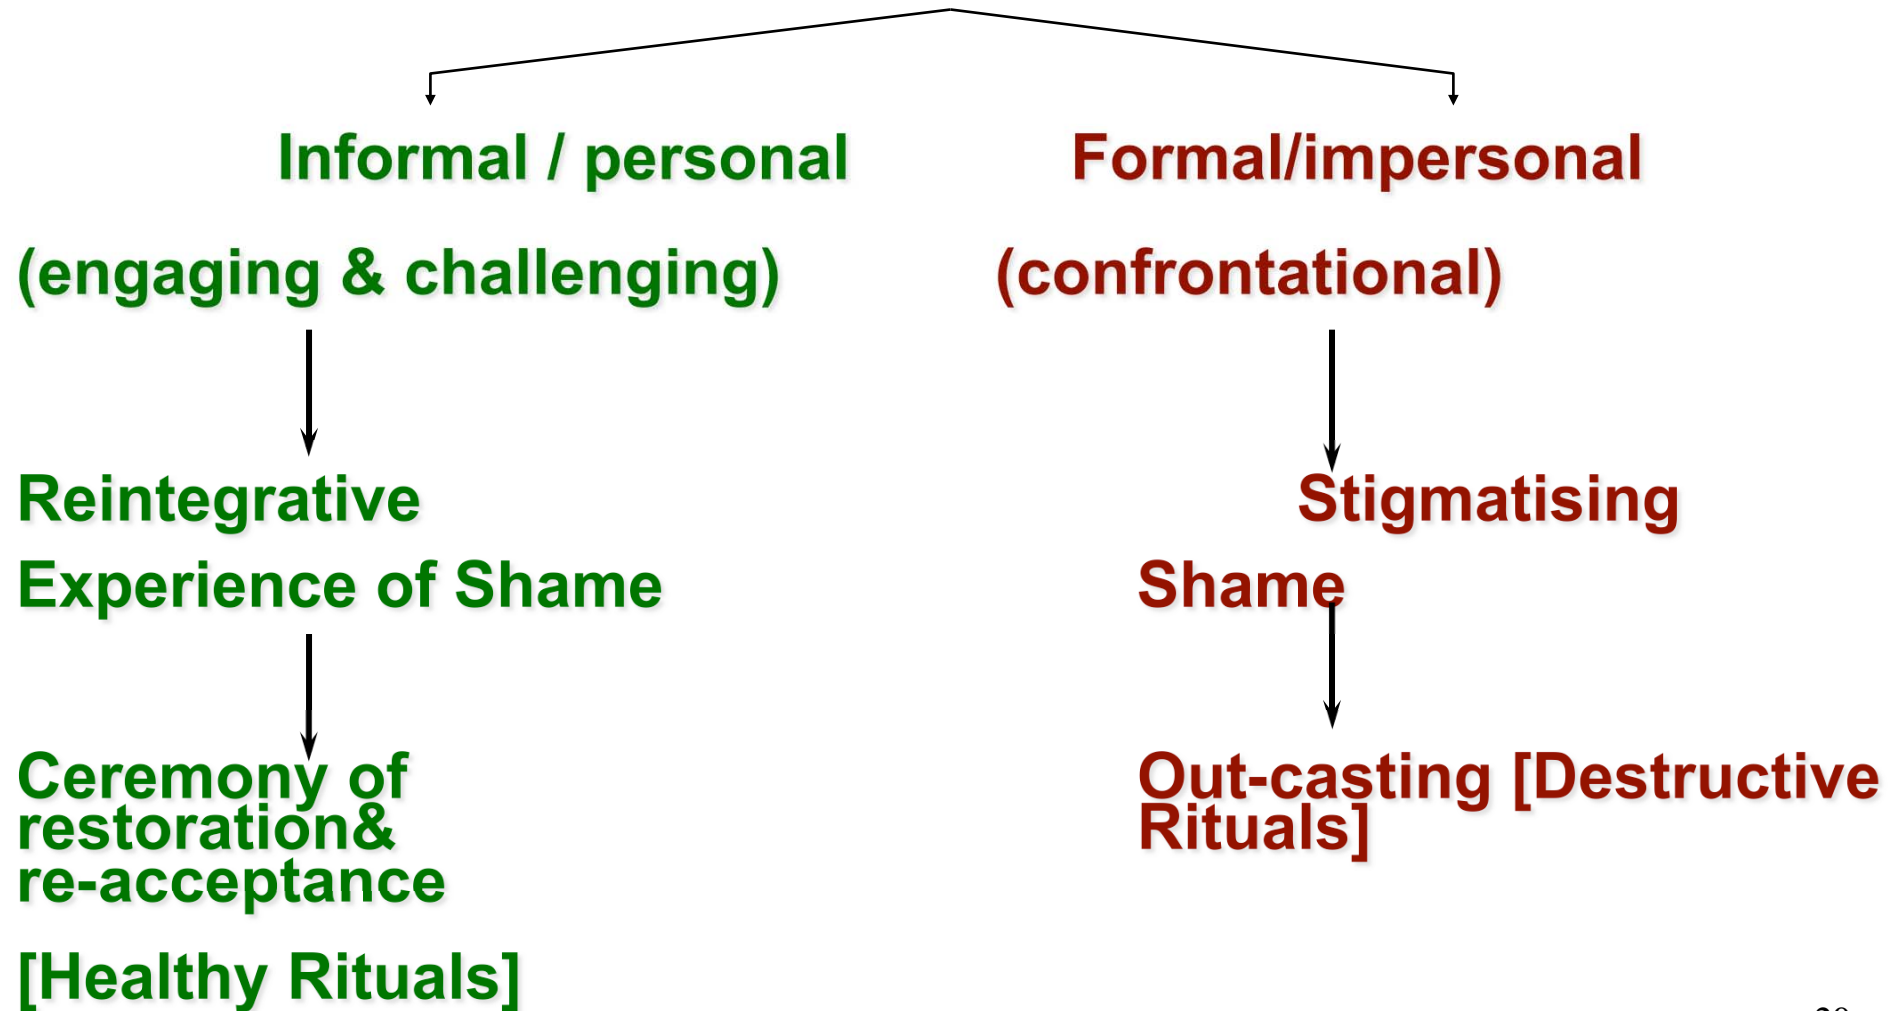 Informal / personal
Formal/impersonal
(engaging & challenging)
(confrontational)
Reintegrative
Stigmatising
Experience of Shame
Shame
Ceremony of
restoration&
re-acceptance
Out-casting [Destructive
Rituals]
[Healthy Rituals]